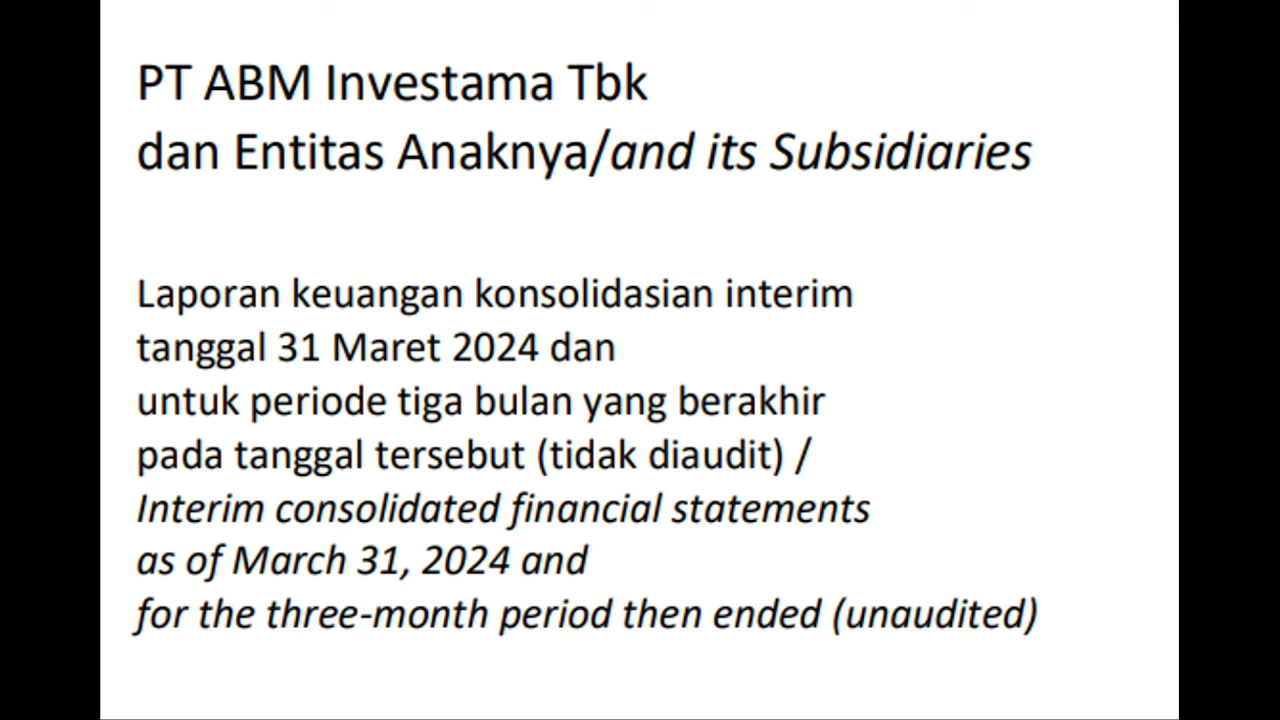 PT ABM Investama Tbk
dan Entitas Anaknya/and its Subsidiaries
Laporan keuangan konsolidasian interim
tanggal 31 Maret 2024 dan
untuk periode tiga bulan yang berakhir
pada tanggal tersebut (tidak diaudit) /
Interim consolidated financial statements
as of March 31, 2024 and
for the three-month period then ended (unaudited)